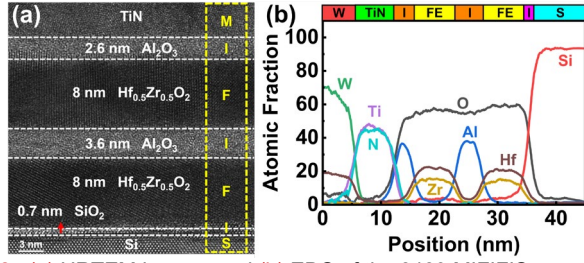 (a)
TiN
M
2.6 nm Al2O3
I
8 nm Hf0.5Zr0.5O2
F
3.6 nm Al2O3
I
8 nm Hf0.5Zr0.5O2
F
0.7 nm SiO2
I
3 nm
Si
S
(b)
W TiN I FE I FE I S
Atomic Fraction
100
80
60
40
20
0
W
Ti
N
O
Al
Zr
Hf
Si
0 10 20 30 40
Position (nm)